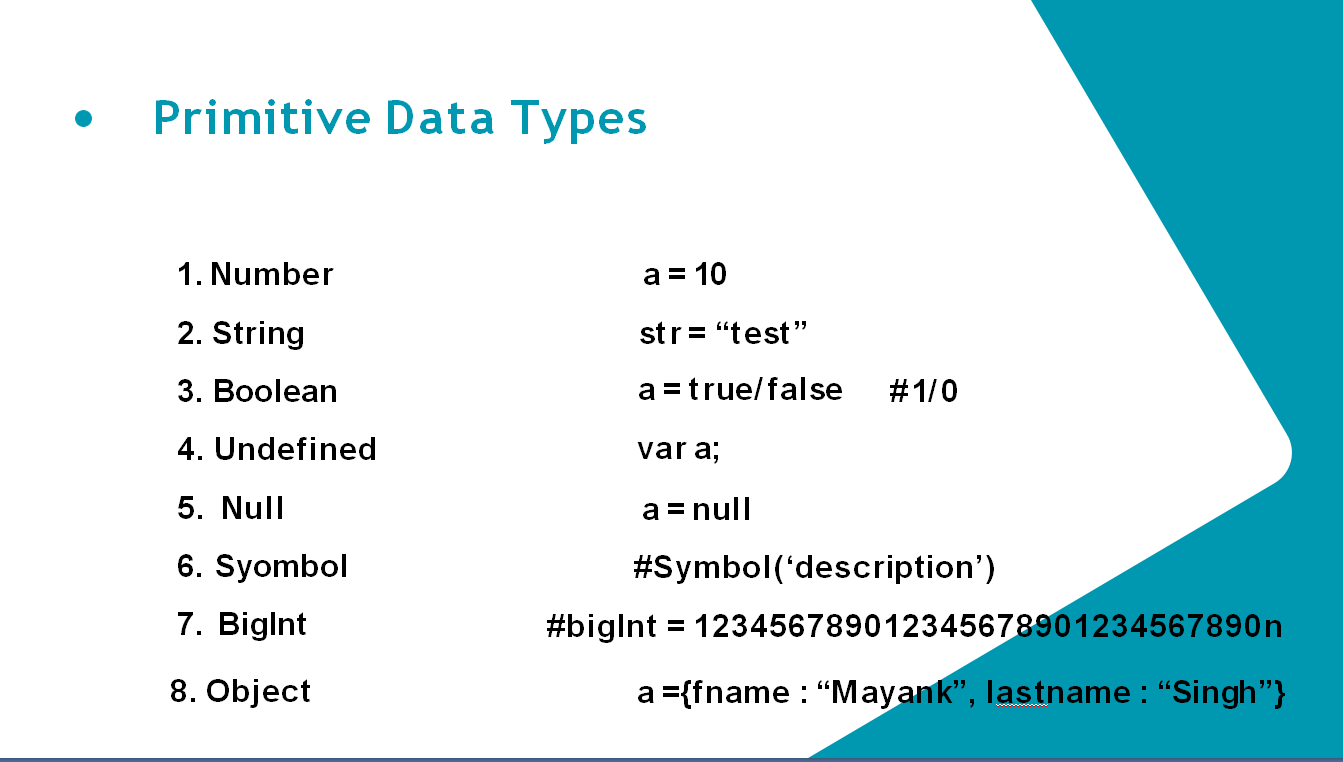 • Primitive Data Types
1. Number a = 10
2. String str = “test”
3. Boolean a = true/false #1/0
4. Undefined var a;
5. Null a = null
6. Syombol #Symbol(‘description’)
7. BigInt #bigInt = 123456789012345678901234567890n
8. Object a ={fname : “Mayank”, lastname : “Singh”}